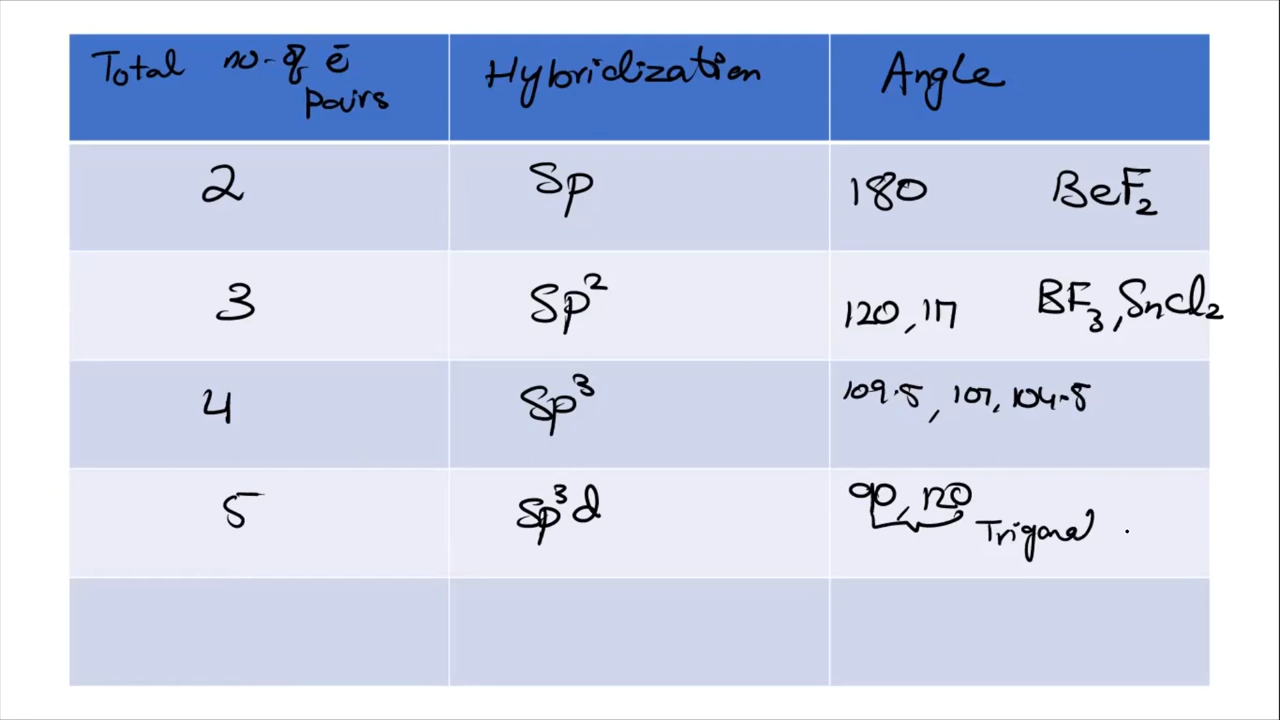 Total no. of ē pairs Hybridization Angle
2 Sp 180 BeF₂
3 Sp² 120, 117 BF₃, SnCl₂
4 Sp³ 109.5, 107, 104.5
5 Sp³d 90, 120 Trigonal